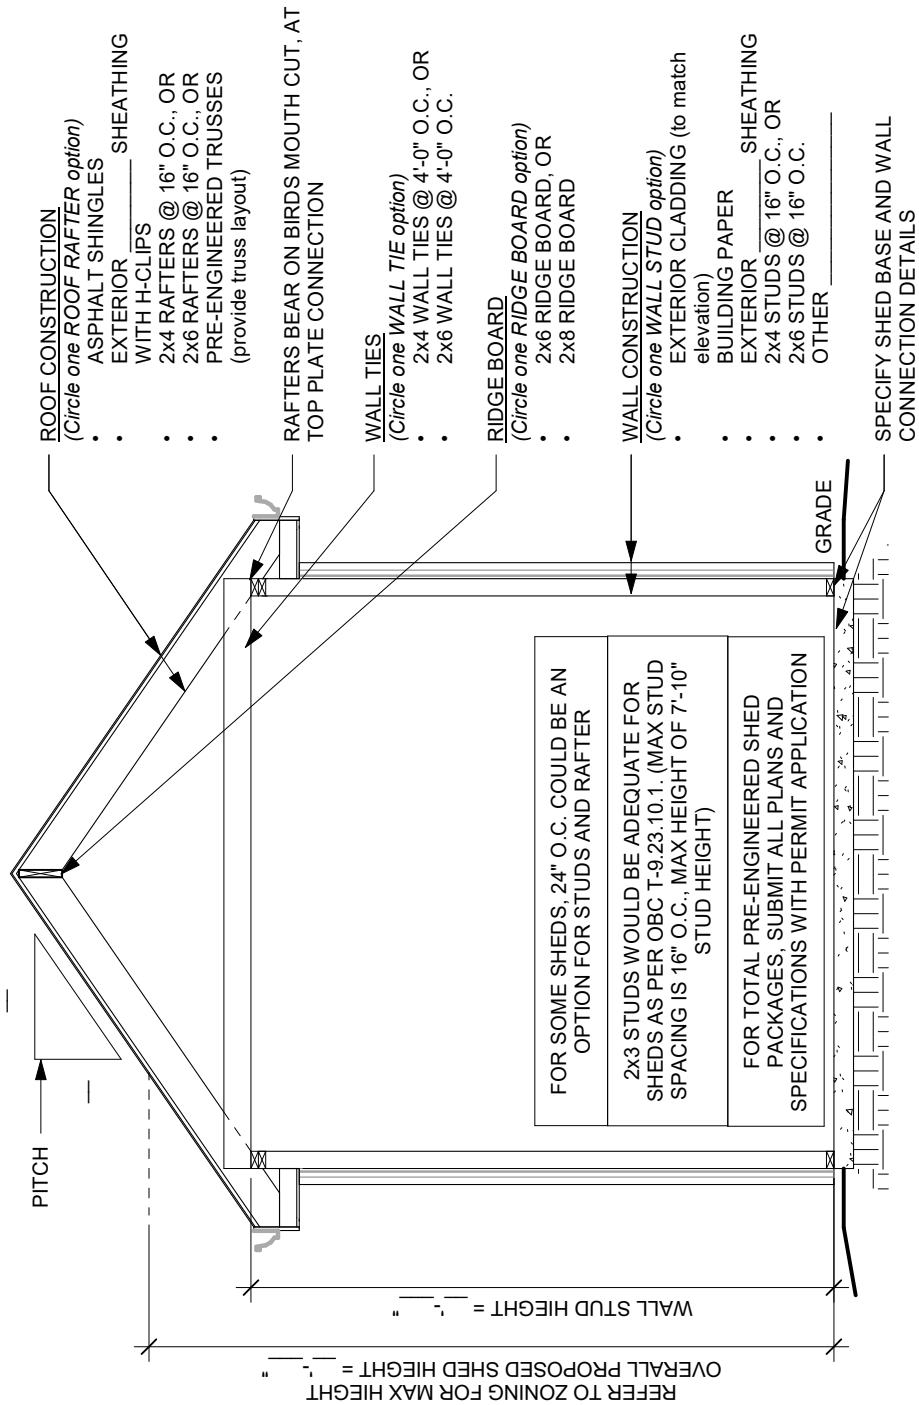 ROOF CONSTRUCTION
(Circle one ROOF RAFTER option)
• ASPHALT SHINGLES
• EXTERIOR ______ SHEATHING
WITH H-CLIPS
• 2x4 RAFTERS @ 16" O.C., OR
• 2x6 RAFTERS @ 16" O.C., OR
• PRE-ENGINEERED TRUSSES
(provide truss layout)
RAFTERS BEAR ON BIRDS MOUTH CUT, AT
TOP PLATE CONNECTION
WALL TIES
(Circle one WALL TIE option)
• 2x4 WALL TIES @ 4'-0" O.C., OR
• 2x6 WALL TIES @ 4'-0" O.C.
RIDGE BOARD
(Circle one RIDGE BOARD option)
• 2x6 RIDGE BOARD, OR
• 2x8 RIDGE BOARD
WALL CONSTRUCTION
(Circle one WALL STUD option)
• EXTERIOR CLADDING (to match
elevation)
• BUILDING PAPER
• EXTERIOR ______ SHEATHING
• 2x4 STUDS @ 16" O.C., OR
• 2x6 STUDS @ 16" O.C.
• OTHER ____________
SPECIFY SHED BASE AND WALL
CONNECTION DETAILS
GRADE
PITCH
FOR SOME SHEDS, 24" O.C. COULD BE AN
OPTION FOR STUDS AND RAFTER
2x3 STUDS WOULD BE ADEQUATE FOR
SHEDS AS PER OBC T-9.23.10.1. (MAX STUD
SPACING IS 16" O.C., MAX HEIGHT OF 7'-10"
STUD HEIGHT)
FOR TOTAL PRE-ENGINEERED SHED
PACKAGES, SUBMIT ALL PLANS AND
SPECIFICATIONS WITH PERMIT APPLICATION
WALL STUD HIEGHT = __'-___"
OVERALL PROPOSED SHED HIEGHT = __'-___"
REFER TO ZONING FOR MAX HIEGHT